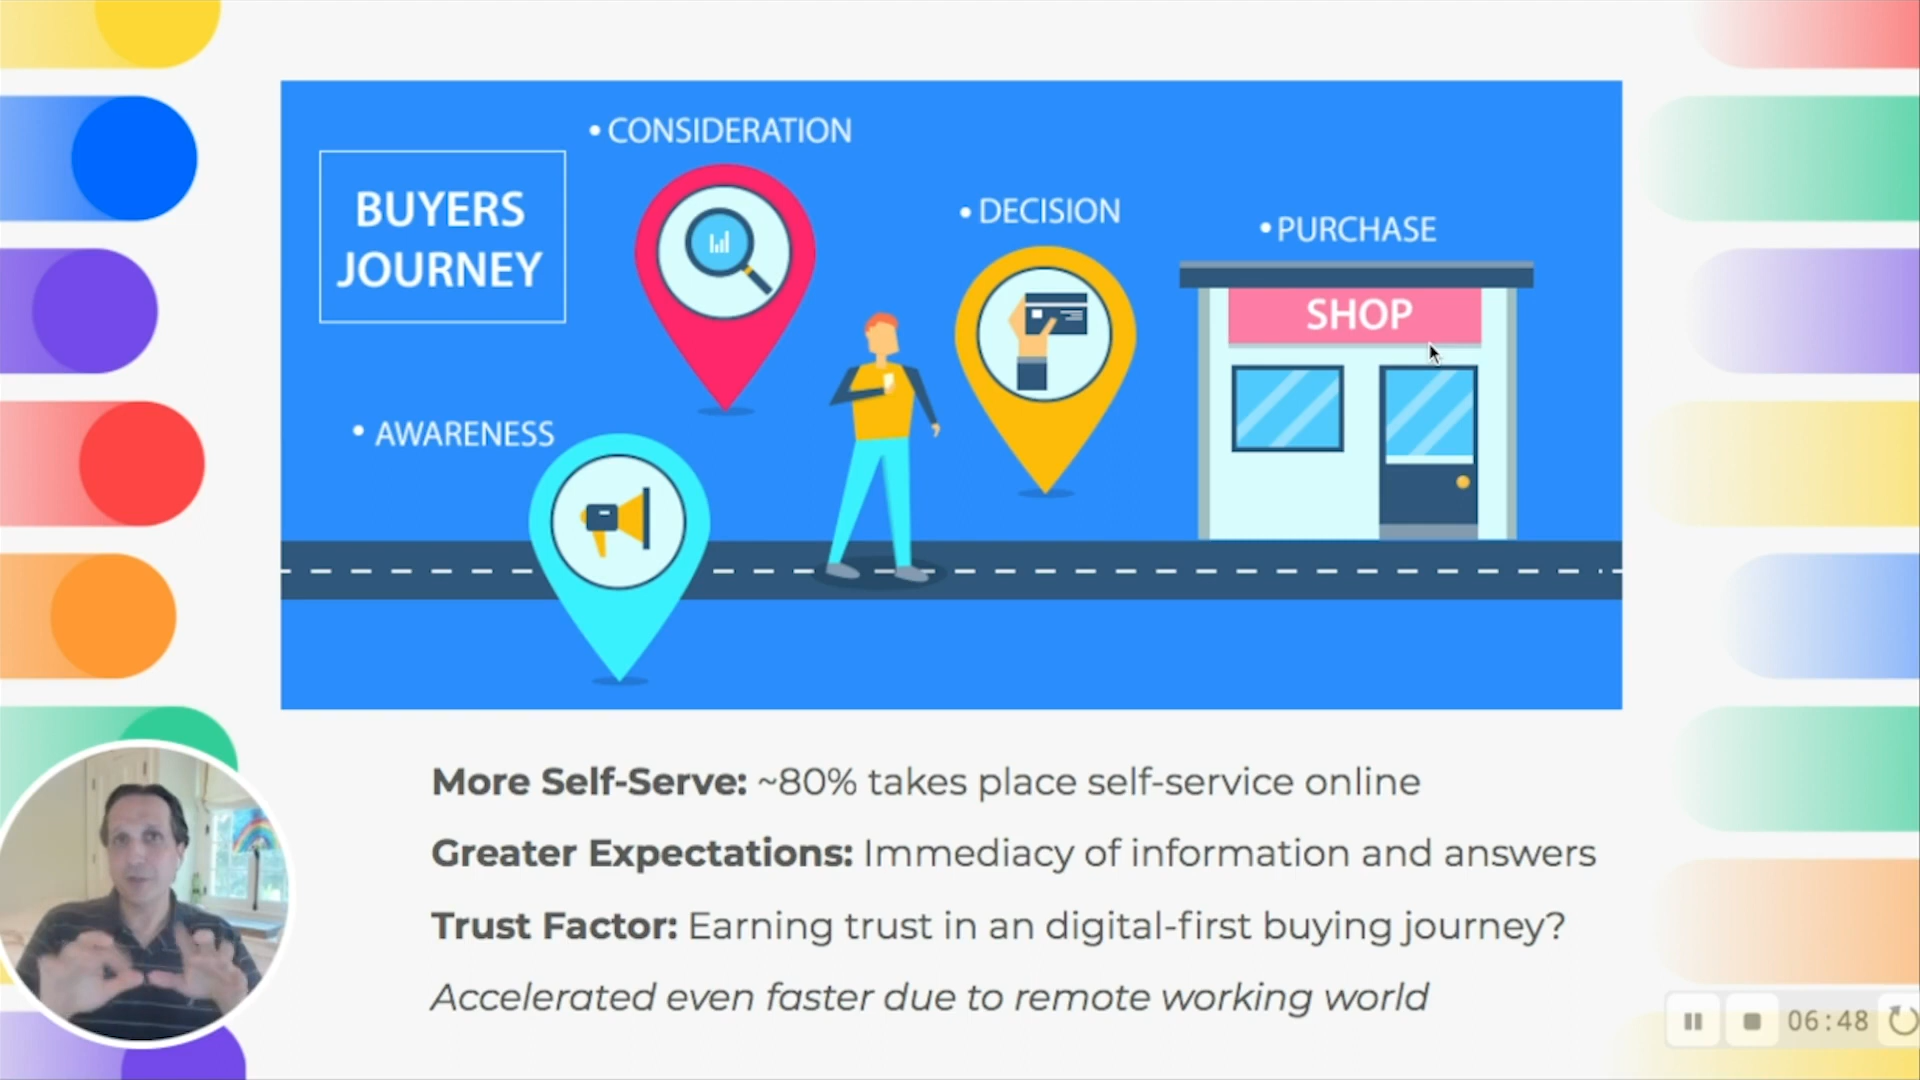 BUYERS
JOURNEY
• CONSIDERATION
• DECISION
• PURCHASE
SHOP
• AWARENESS
More Self-Serve: ~80% takes place self-service online
Greater Expectations: Immediacy of information and answers
Trust Factor: Earning trust in an digital-first buying journey?
Accelerated even faster due to remote working world
06:48